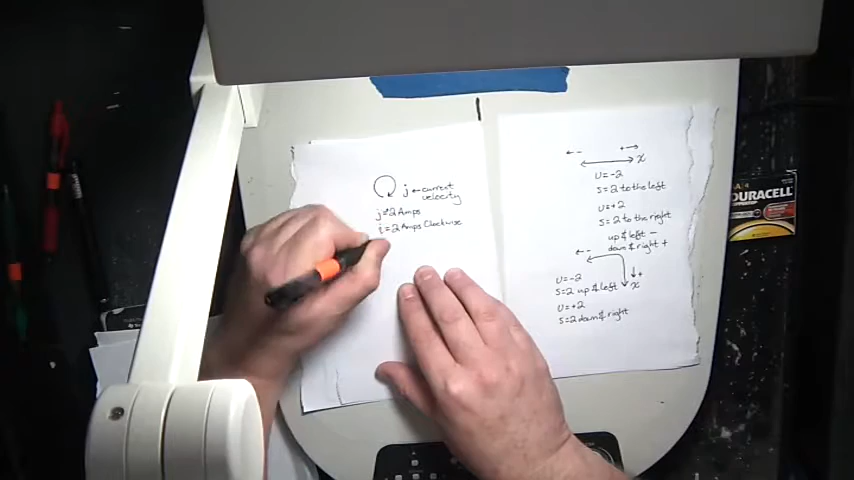 j ← current
velocity
j=2 Amps
i=2 Amps Clockwise
← - + →
x
u=-2
s=2 to the left
u=+2
s=2 to the right
up & left -
down & right +
← -
↓+
x
u=-2
s=2 up & left
u=+2
s=2 down & right
DURACELL